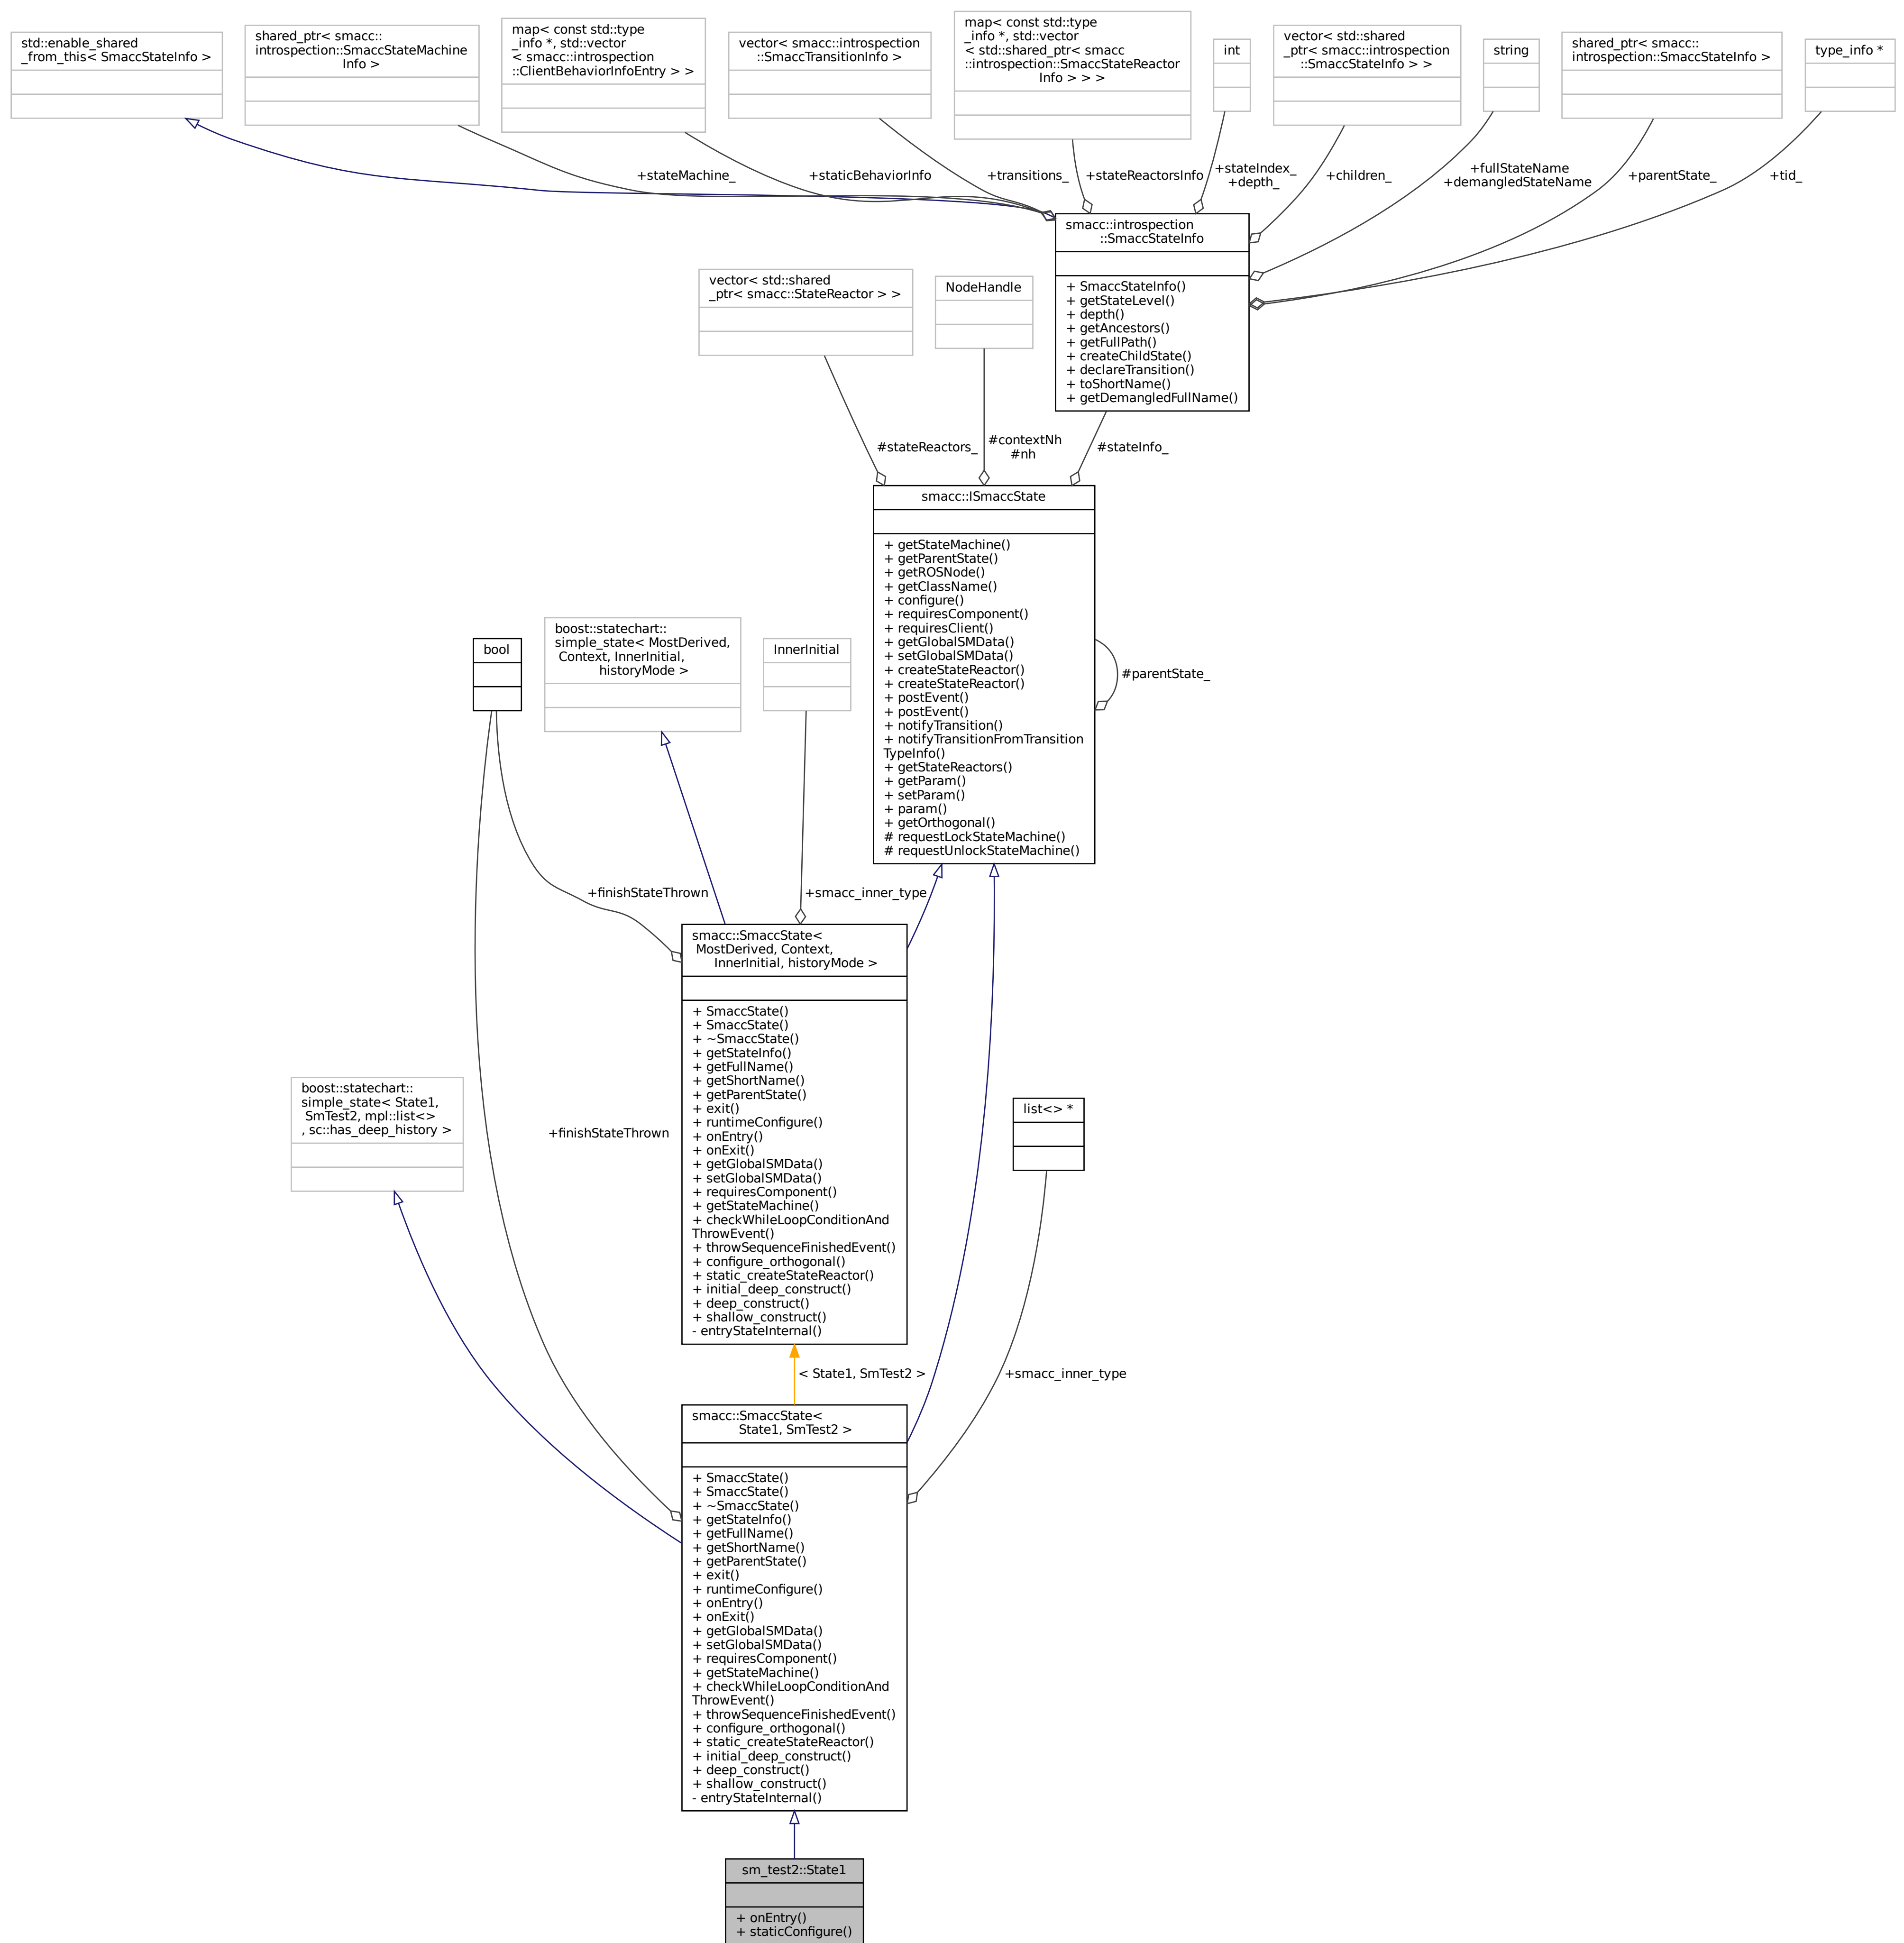 std::enable_shared
_from_this< SmaccStateInfo >
shared_ptr< smacc::
introspection::SmaccStateMachine
Info >
map< const std::type
_info *, std::vector
< smacc::introspection
::ClientBehaviorInfoEntry > >
vector< smacc::introspection
::SmaccTransitionInfo >
map< const std::type
_info *, std::vector
< std::shared_ptr< smacc
::introspection::SmaccStateReactor
Info > > >
int
vector< std::shared
_ptr< smacc::introspection
::SmaccStateInfo > >
string
shared_ptr< smacc::
introspection::SmaccStateInfo >
type_info *
+stateMachine_
+staticBehaviorInfo
+transitions_
+stateReactorsInfo
+stateIndex_
+depth_
+children_
+fullStateName
+demangledStateName
+parentState_
+tid_
smacc::introspection
::SmaccStateInfo
+ SmaccStateInfo()
+ getStateLevel()
+ depth()
+ getAncestors()
+ getFullPath()
+ createChildState()
+ declareTransition()
+ toShortName()
+ getDemangledFullName()
vector< std::shared
_ptr< smacc::StateReactor > >
NodeHandle
#stateReactors_
#contextNh
#nh
#stateInfo_
smacc::ISmaccState
+ getStateMachine()
+ getParentState()
+ getROSNode()
+ getClassName()
+ configure()
+ requiresComponent()
+ requiresClient()
+ getGlobalSMData()
+ setGlobalSMData()
+ createStateReactor()
+ createStateReactor()
+ postEvent()
+ postEvent()
+ notifyTransition()
+ notifyTransitionFromTransition
TypeInfo()
+ getStateReactors()
+ getParam()
+ setParam()
+ param()
+ getOrthogonal()
# requestLockStateMachine()
# requestUnlockStateMachine()
#parentState_
bool
boost::statechart::
simple_state< MostDerived,
Context, InnerInitial,
historyMode >
InnerInitial
+finishStateThrown
+smacc_inner_type
smacc::SmaccState<
MostDerived, Context,
InnerInitial, historyMode >
+ SmaccState()
+ SmaccState()
+ ~SmaccState()
+ getStateInfo()
+ getFullName()
+ getShortName()
+ getParentState()
+ exit()
+ runtimeConfigure()
+ onEntry()
+ onExit()
+ getGlobalSMData()
+ setGlobalSMData()
+ requiresComponent()
+ getStateMachine()
+ checkWhileLoopConditionAnd
ThrowEvent()
+ throwSequenceFinishedEvent()
+ configure_orthogonal()
+ static_createStateReactor()
+ initial_deep_construct()
+ deep_construct()
+ shallow_construct()
- entryStateInternal()
boost::statechart::
simple_state< State1,
SmTest2, mpl::list<>
, sc::has_deep_history >
+finishStateThrown
list<> *
< State1, SmTest2 >
+smacc_inner_type
smacc::SmaccState<
State1, SmTest2 >
+ SmaccState()
+ SmaccState()
+ ~SmaccState()
+ getStateInfo()
+ getFullName()
+ getShortName()
+ getParentState()
+ exit()
+ runtimeConfigure()
+ onEntry()
+ onExit()
+ getGlobalSMData()
+ setGlobalSMData()
+ requiresComponent()
+ getStateMachine()
+ checkWhileLoopConditionAnd
ThrowEvent()
+ throwSequenceFinishedEvent()
+ configure_orthogonal()
+ static_createStateReactor()
+ initial_deep_construct()
+ deep_construct()
+ shallow_construct()
- entryStateInternal()
sm_test2::State1
+ onEntry()
+ staticConfigure()